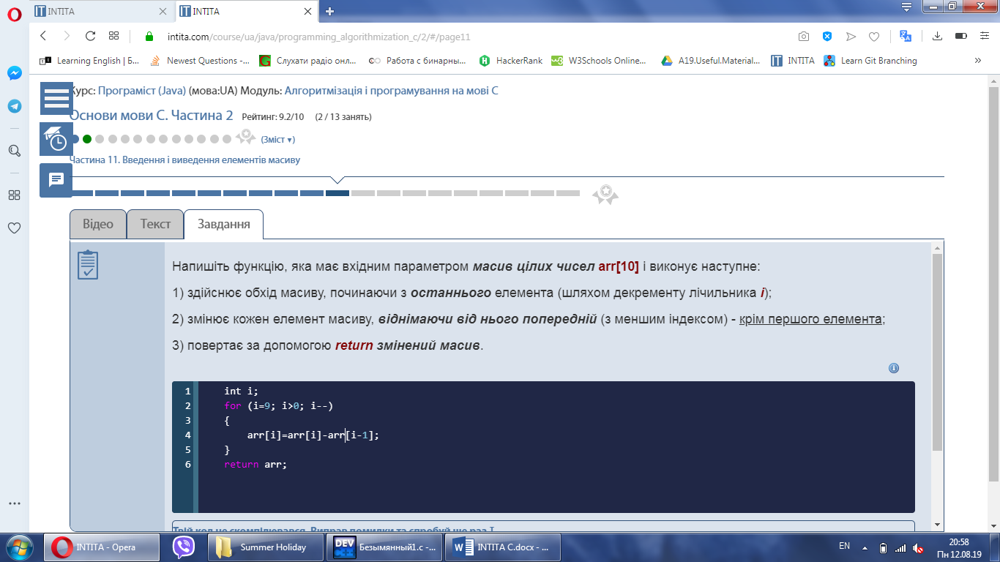 INTITA
INTITA
intita.com/course/ua/java/programming_algorithmization_c/2/#/page11
Learning English | Б...
Newest Questions -...
Слухати радіо онл...
Работа с бинарны...
HackerRank
W3Schools Online...
A19.Useful.Material...
INTITA
Learn Git Branching
»
Курс: Програміст (Java) (мова:UA) Модуль: Алгоритмізація і програмування на мові С
Основи мови С. Частина 2 Рейтинг: 9.2/10 (2 / 13 занять)
(Зміст ▾)
Частина 11. Введення і виведення елементів масиву
Відео
Текст
Завдання
Напишіть функцію, яка має вхідним параметром масив цілих чисел arr[10] і виконує наступне:
1) здійснює обхід масиву, починаючи з останнього елемента (шляхом декременту лічильника i);
2) змінює кожен елемент масиву, віднімаючи від нього попередній (з меншим індексом) - крім першого елемента;
3) повертає за допомогою return змінений масив.
1 int i;
2 for (i=9; i>0; i--)
3 {
4 arr[i]=arr[i]-arr[i-1];
5 }
6 return arr;
Твій код не скомпілювався. Виправ помилки та спробуй ще раз
INTITA - Opera
Summer Holiday
DEV
Безымянный1.c - ...
INTITA C.docx - ...
EN
20:58
Пн 12.08.19